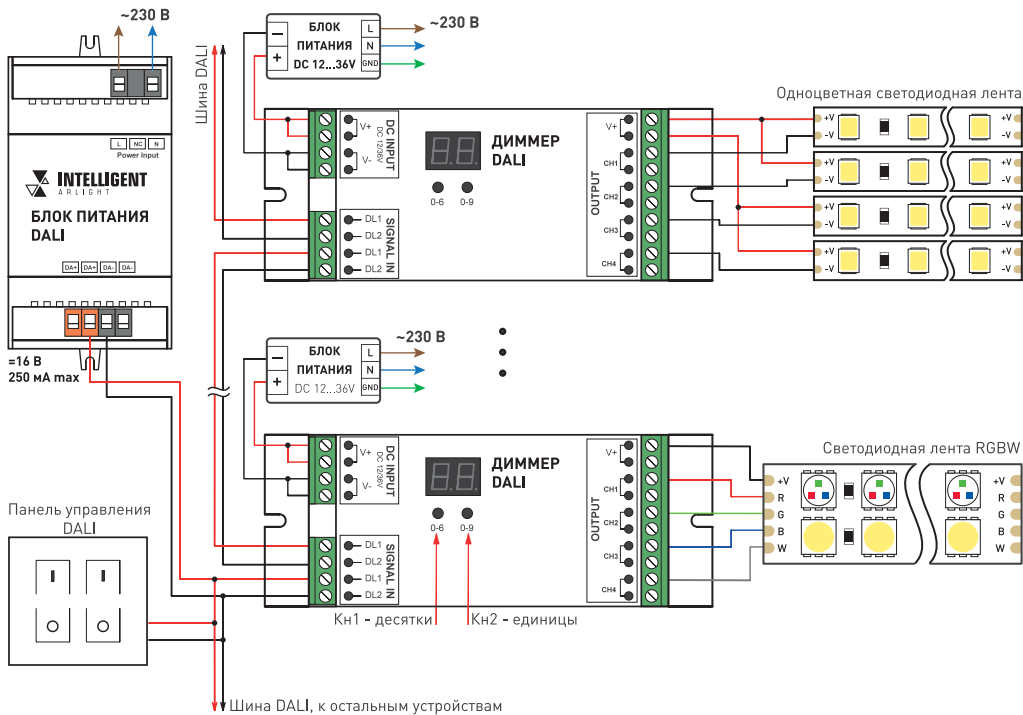 ~230 В
L NC N
Power Input
INTELLIGENT
ARLIGHT
БЛОК ПИТАНИЯ
DALI
DA+ DA+ DA- DA-
=16 В
250 мА max
Панель управления
DALI
Шина DALI
БЛОК
ПИТАНИЯ
DC 12...36V
L
N
GND
~230 В
V+
V-
DC INPUT
DC 12/36V
DL1
DL2
DL1
DL2
SIGNAL IN
ДИММЕР
DALI
0-6
0-9
OUTPUT
V+
CH1
CH2
CH3
CH4
Одноцветная светодиодная лента
+V +V
-V -V
+V +V
-V -V
+V +V
-V -V
+V +V
-V -V
БЛОК
ПИТАНИЯ
DC 12...36V
L
N
GND
~230 В
V+
V-
DC INPUT
DC 12/36V
DL1
DL2
DL1
DL2
SIGNAL IN
ДИММЕР
DALI
0-6
0-9
OUTPUT
V+
CH1
CH2
CH3
CH4
Кн1 - десятки
Кн2 - единицы
Светодиодная лента RGBW
+V +V
R R
G G
B B
W W
Шина DALI, к остальным устройствам